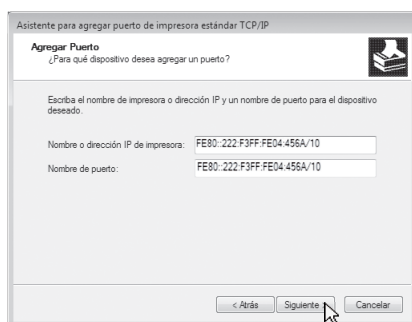 Asistente para agregar puerto de impresora estándar TCP/IP
Agregar Puerto
¿Para qué dispositivo desea agregar un puerto?
Escriba el nombre de impresora o dirección IP y un nombre de puerto para el dispositivo
deseado.
Nombre o dirección IP de impresora: FE80::222:F3FF:FE04:456A/10
Nombre de puerto: FE80::222:F3FF:FE04:456A/10
< Atrás Siguiente > Cancelar